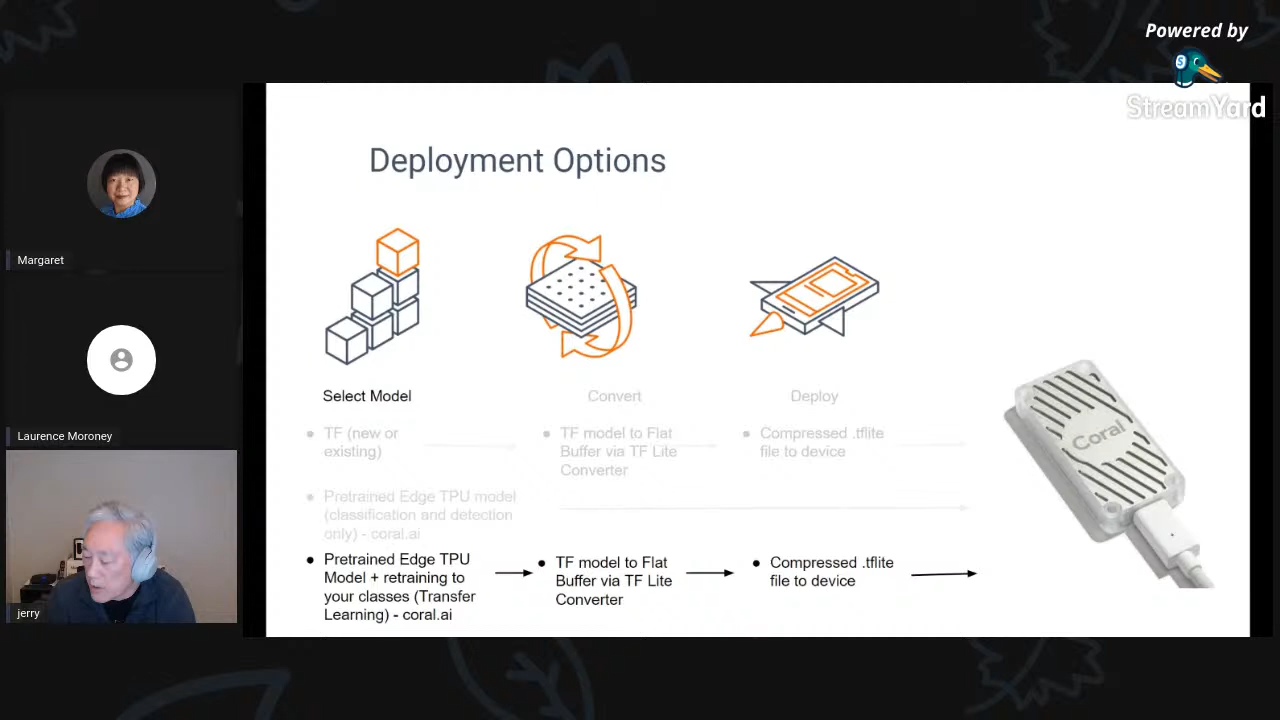 Powered by
StreamYard
Margaret
Laurence Moroney
jerry
Deployment Options
Select Model
Convert
Deploy
TF (new or
existing)
TF model to Flat
Buffer via TF Lite
Converter
Compressed .tflite
file to device
Pretrained Edge TPU model
(classification and detection
only) - coral.ai
Pretrained Edge TPU
Model + retraining to
your classes (Transfer
Learning) - coral.ai
TF model to Flat
Buffer via TF Lite
Converter
Compressed .tflite
file to device
Coral